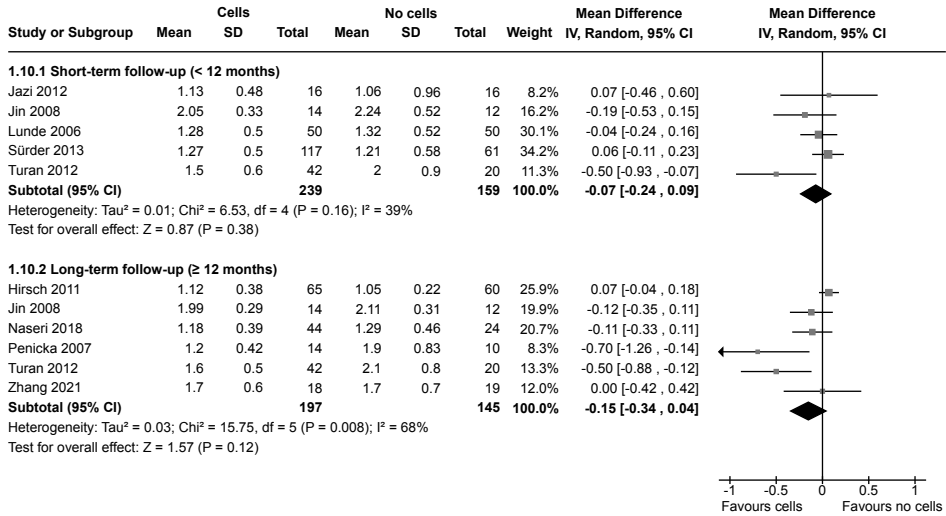 Cells No cells Mean Difference Mean Difference
Study or Subgroup Mean SD Total Mean SD Total Weight IV, Random, 95% CI IV, Random, 95% CI
1.10.1 Short-term follow-up (< 12 months)
Jazi 2012 1.13 0.48 16 1.06 0.96 16 8.2% 0.07 [-0.46 , 0.60]
Jin 2008 2.05 0.33 14 2.24 0.52 12 16.2% -0.19 [-0.53 , 0.15]
Lunde 2006 1.28 0.5 50 1.32 0.52 50 30.1% -0.04 [-0.24 , 0.16]
Sürder 2013 1.27 0.5 117 1.21 0.58 61 34.2% 0.06 [-0.11 , 0.23]
Turan 2012 1.5 0.6 42 2 0.9 20 11.3% -0.50 [-0.93 , -0.07]
Subtotal (95% CI) 239 159 100.0% -0.07 [-0.24 , 0.09]
Heterogeneity: Tau² = 0.01; Chi² = 6.53, df = 4 (P = 0.16); I² = 39%
Test for overall effect: Z = 0.87 (P = 0.38)
1.10.2 Long-term follow-up (≥ 12 months)
Hirsch 2011 1.12 0.38 65 1.05 0.22 60 25.9% 0.07 [-0.04 , 0.18]
Jin 2008 1.99 0.29 14 2.11 0.31 12 19.9% -0.12 [-0.35 , 0.11]
Naseri 2018 1.18 0.39 44 1.29 0.46 24 20.7% -0.11 [-0.33 , 0.11]
Penicka 2007 1.2 0.42 14 1.9 0.83 10 8.3% -0.70 [-1.26 , -0.14]
Turan 2012 1.6 0.5 42 2.1 0.8 20 13.3% -0.50 [-0.88 , -0.12]
Zhang 2021 1.7 0.6 18 1.7 0.7 19 12.0% 0.00 [-0.42 , 0.42]
Subtotal (95% CI) 197 145 100.0% -0.15 [-0.34 , 0.04]
Heterogeneity: Tau² = 0.03; Chi² = 15.75, df = 5 (P = 0.008); I² = 68%
Test for overall effect: Z = 1.57 (P = 0.12)
-1 -0.5 0 0.5 1
Favours cells Favours no cells